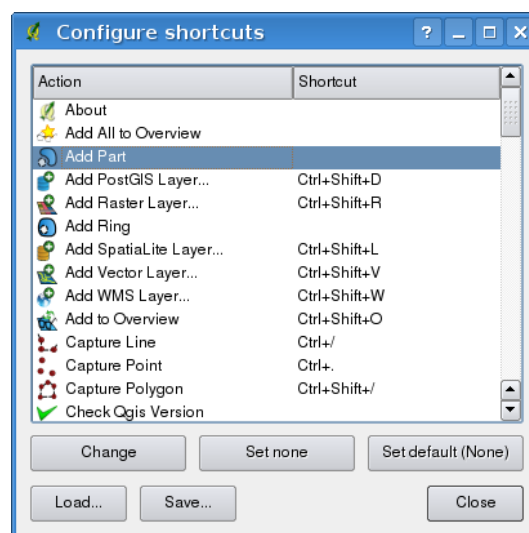 Configure shortcuts ?
Action Shortcut
About
Add All to Overview
Add Part
Add PostGIS Layer... Ctrl+Shift+D
Add Raster Layer... Ctrl+Shift+R
Add Ring
Add SpatiaLite Layer... Ctrl+Shift+L
Add Vector Layer... Ctrl+Shift+V
Add WMS Layer... Ctrl+Shift+W
Add to Overview Ctrl+Shift+O
Capture Line Ctrl+/
Capture Point Ctrl+.
Capture Polygon Ctrl+Shift+/
Check Qgis Version
Change Set none Set default (None)
Load... Save... Close